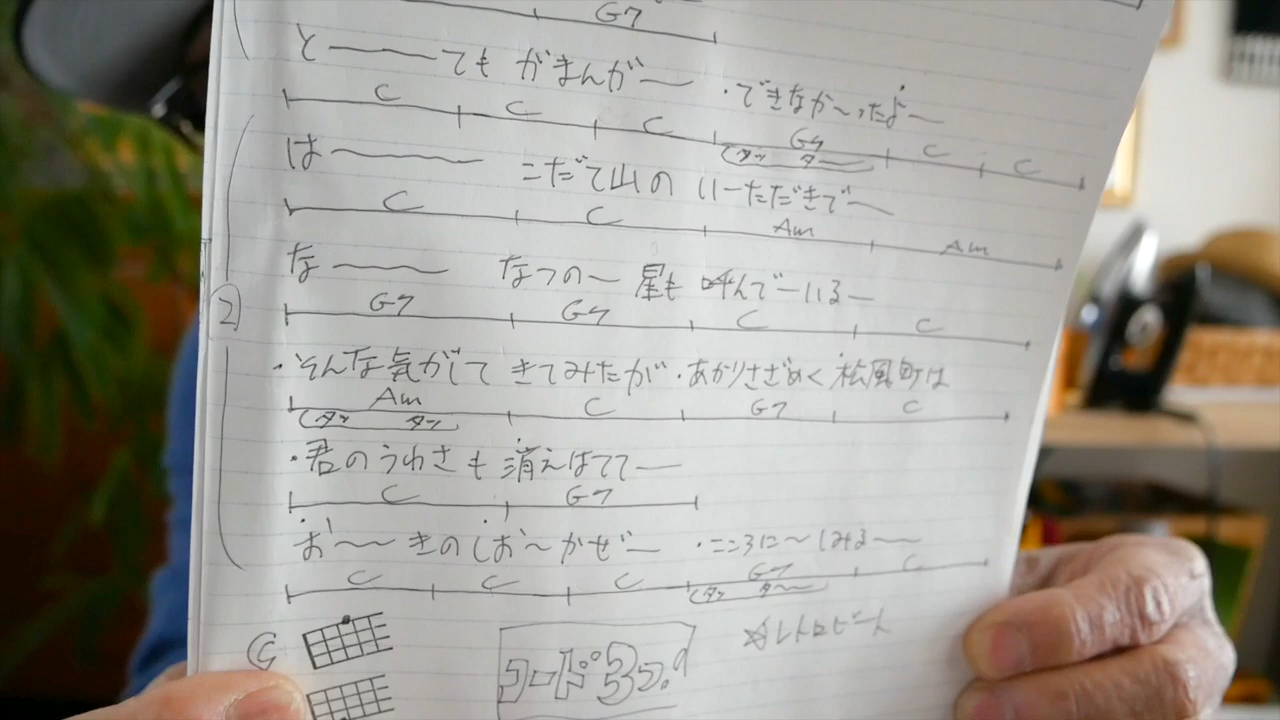 G7
と ── ても がまんが〜 ・できなか〜ったよ〜
C C C G7 C C
(タッ タ〜)
は ──── こだて山の いーただきで〜
C C Am Am
な ─── なつの〜 星も 呼んで−いる−
G7 G7 C C
②
・そんな気がして きてみたが・あかりさざめく 松風町は
Am C G7 C
(タッ タッ)
・君のうわさも 消えはてて−
C G7
お〜〜きのしお〜かぜ〜 ・こころに〜しみる〜
C C C G7 C
(タッ タ〜)
G
コード3つ.♂
☆レトロビート